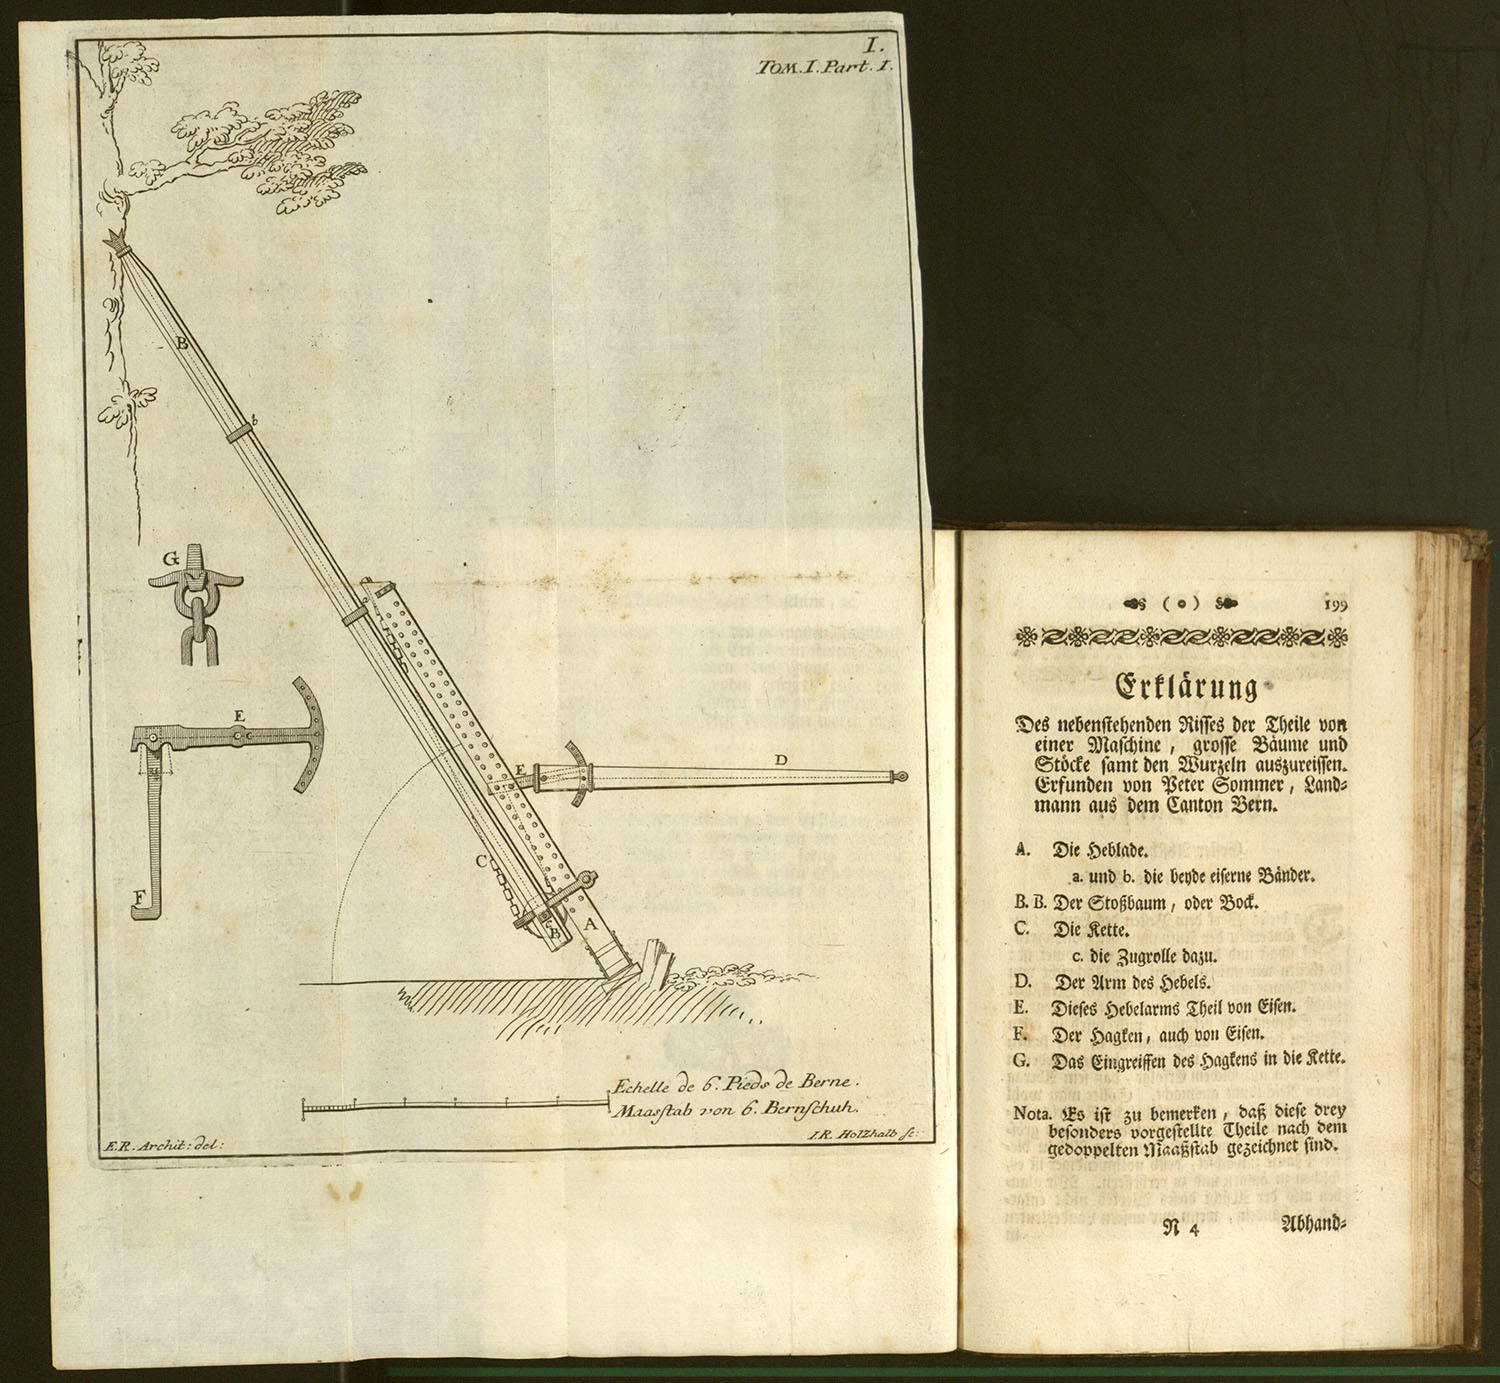 I.
TOM. I. Part. I.
B
b
G
E
c
F
a
E
D
C
c
B
A
Echelle de 6. Pieds de Berne.
Maasstab von 6. Bernschuh.
E.R. Archit: del:
I.R. Holzhalb sc:
( o ) 199
Erklärung
Des nebenstehenden Risses der Theile von
einer Maschine, grosse Bäume und
Stöcke samt den Wurzeln auszureissen.
Erfunden von Peter Sommer, Land-
mann aus dem Canton Bern.
A. Die Heblade.
a. und b. die beyde eiserne Bänder.
B. B. Der Stoßbaum, oder Bock.
C. Die Kette.
c. die Zugrolle dazu.
D. Der Arm des Hebels.
E. Dieses Hebelarms Theil von Eisen.
F. Der Hagken, auch von Eisen.
G. Das Eingreiffen des Hagkens in die Kette.
Nota. Es ist zu bemerken, daß diese drey
besonders vorgestellte Theile nach dem
gedoppelten Maaßstab gezeichnet sind.
N 4 Abhand-